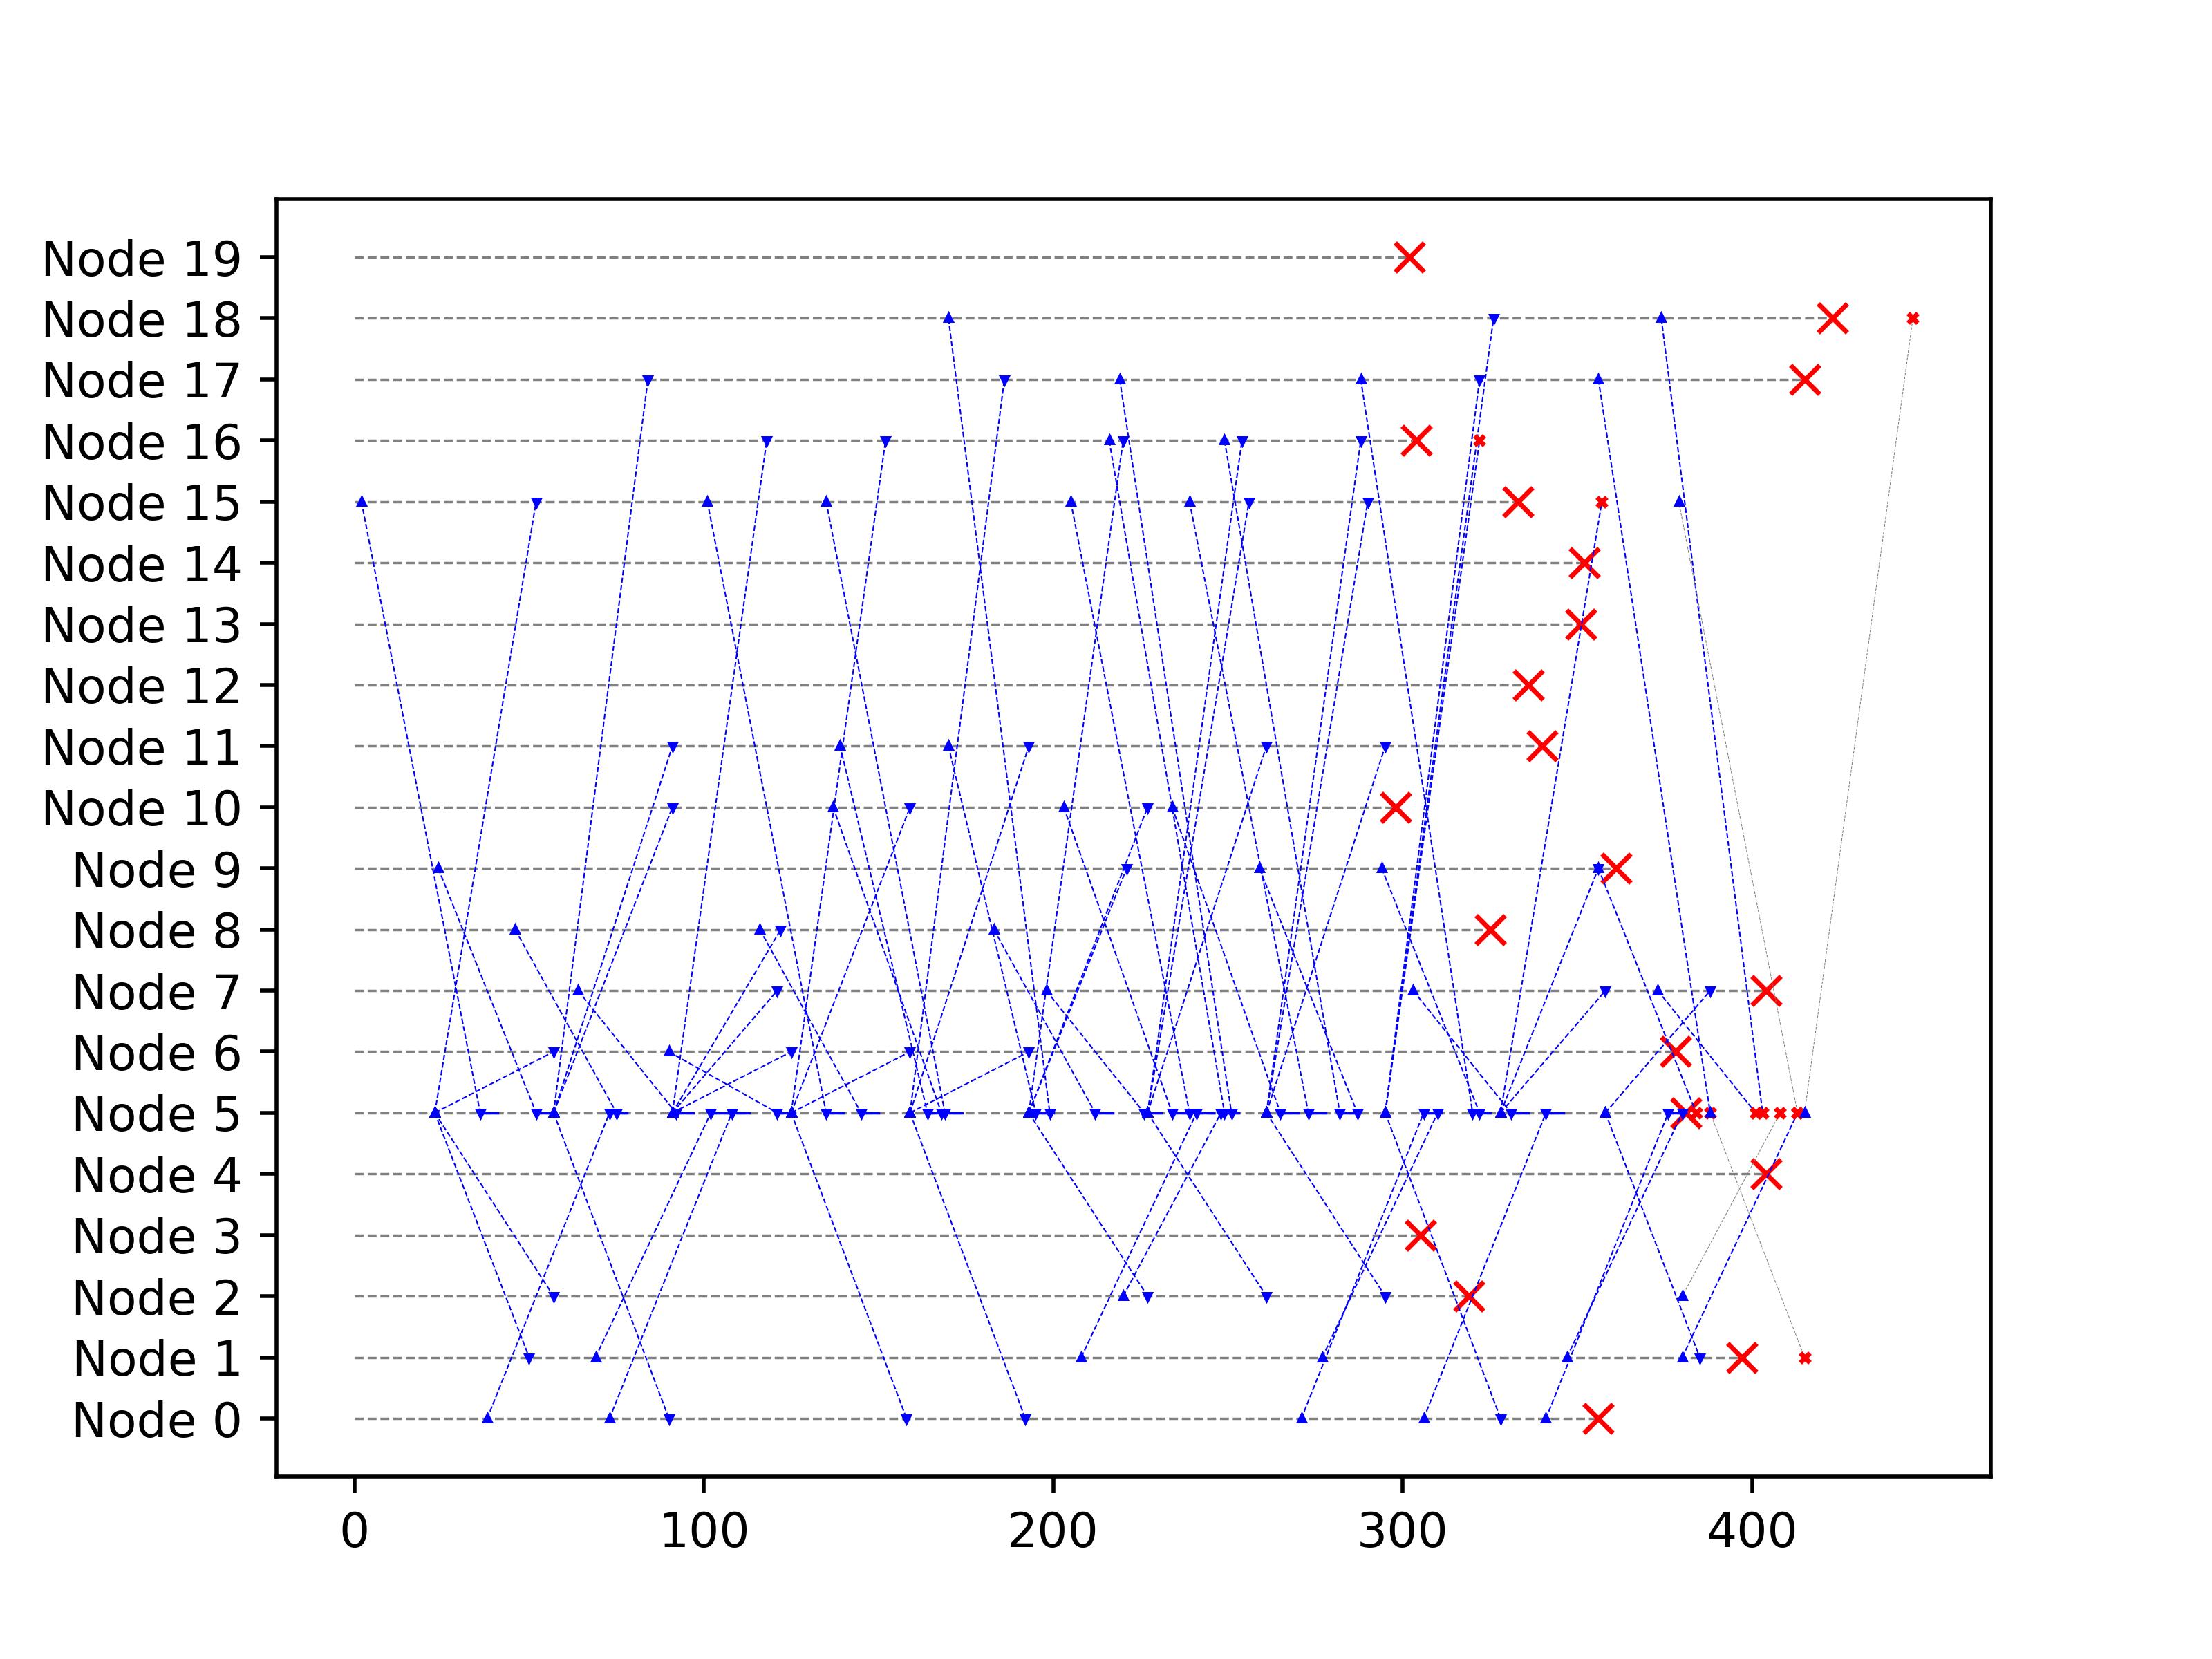 Node 19
Node 18
Node 17
Node 16
Node 15
Node 14
Node 13
Node 12
Node 11
Node 10
Node 9
Node 8
Node 7
Node 6
Node 5
Node 4
Node 3
Node 2
Node 1
Node 0
0 100 200 300 400